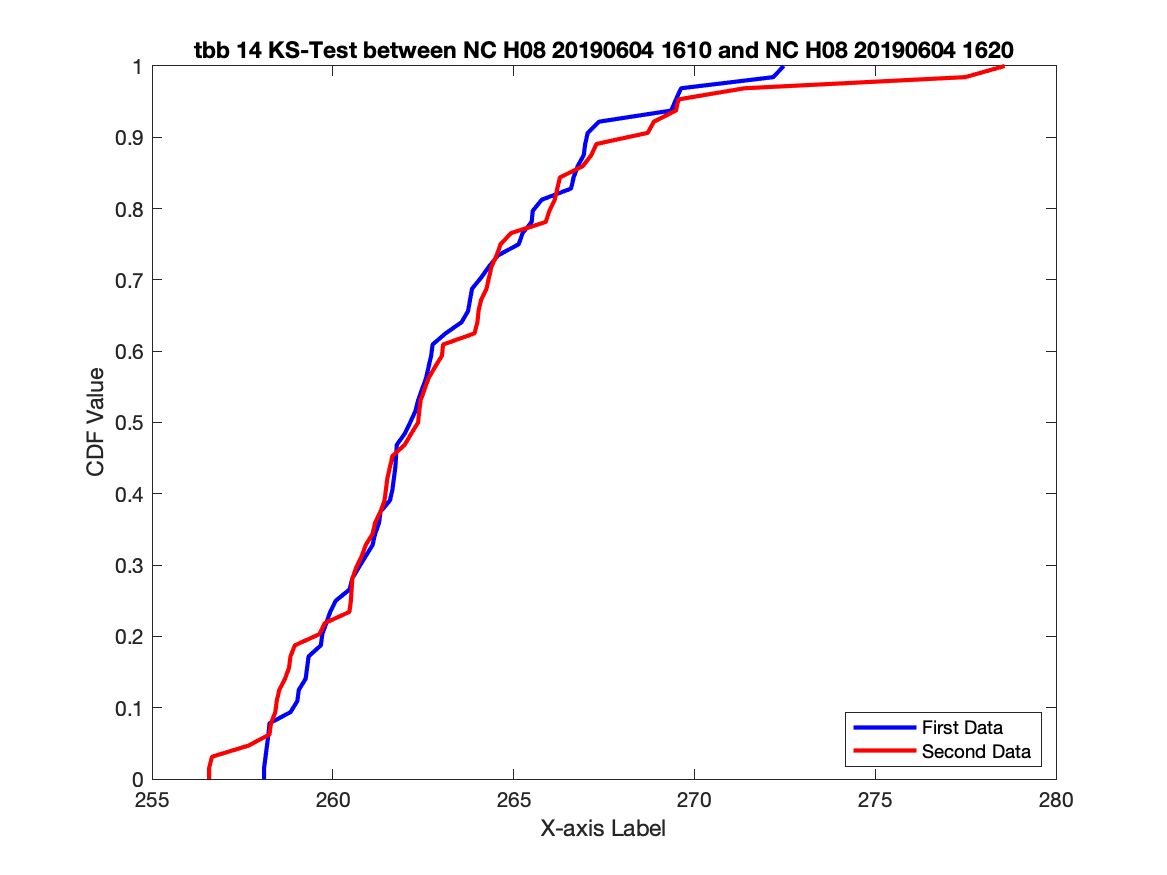 tbb 14 KS-Test between NC H08 20190604 1610 and NC H08 20190604 1620
1
0.9
0.8
0.7
0.6
0.5
0.4
0.3
0.2
0.1
0
CDF Value
First Data
Second Data
255 260 265 270 275 280
X-axis Label